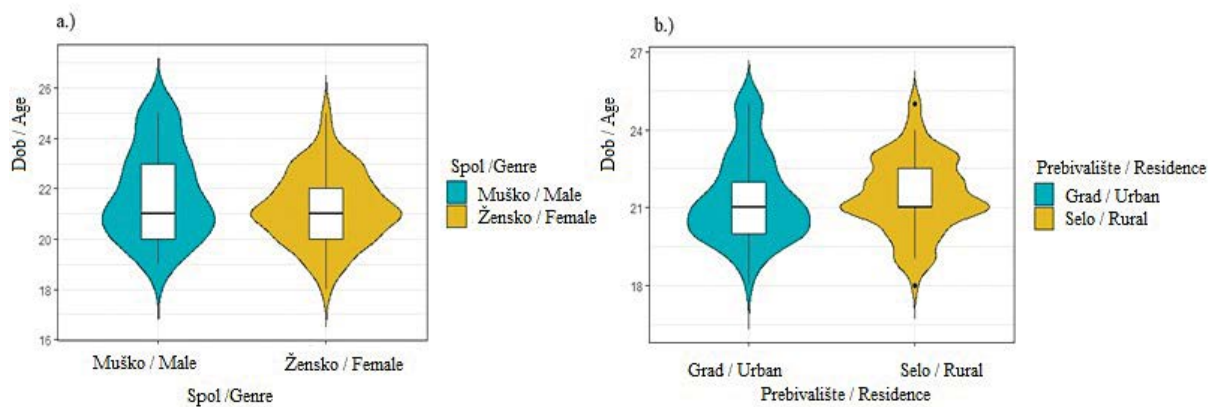 a.)
26
24
22
20
18
16
Dob / Age
Muško / Male
Žensko / Female
Spol /Genre
Spol /Genre
Muško / Male
Žensko / Female
b.)
27
24
21
18
Dob / Age
Grad / Urban
Selo / Rural
Prebivalište / Residence
Prebivalište / Residence
Grad / Urban
Selo / Rural